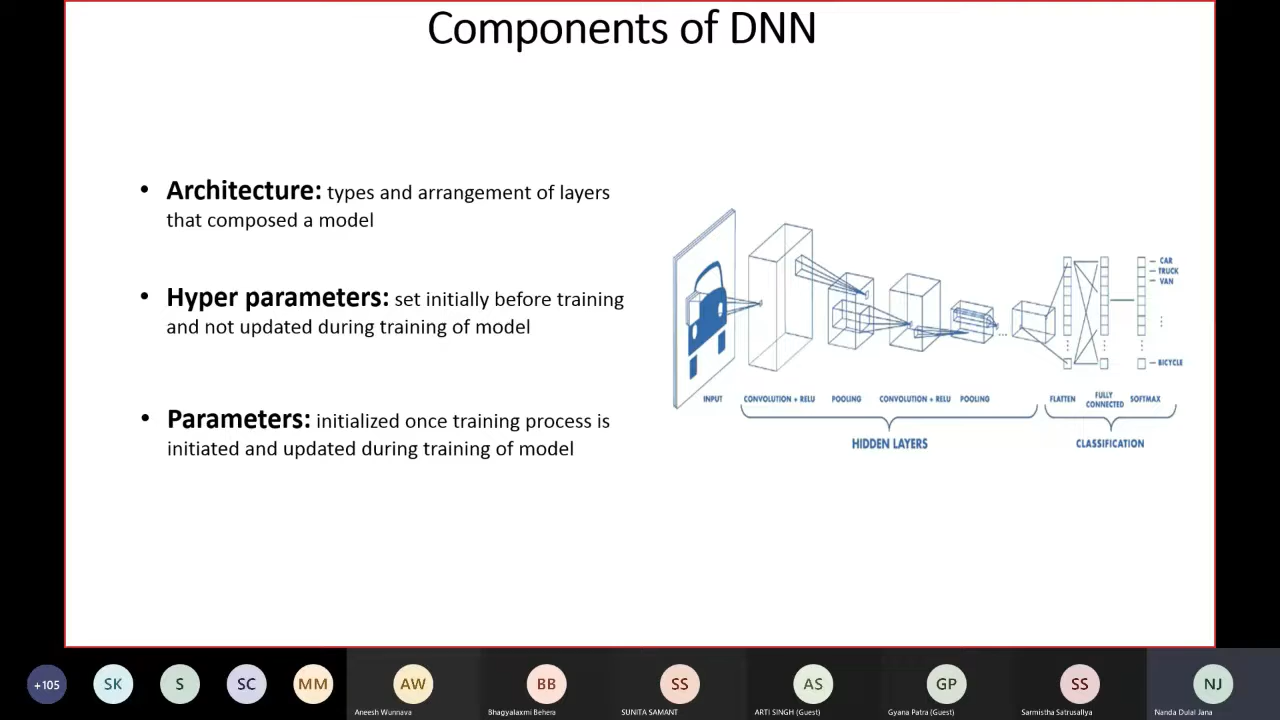 Components of DNN
• Architecture: types and arrangement of layers
that composed a model
• Hyper parameters: set initially before training
and not updated during training of model
• Parameters: initialized once training process is
initiated and updated during training of model
CAR
TRUCK
VAN
BICYCLE
INPUT
CONVOLUTION + RELU
POOLING
CONVOLUTION + RELU
POOLING
FLATTEN
FULLY
CONNECTED
SOFTMAX
HIDDEN LAYERS
CLASSIFICATION
+105
SK
S
SC
MM
AW
Aneesh Wunnava
BB
Bhagyalaxmi Behera
SS
SUNITA SAMANT
AS
ARTI SINGH (Guest)
GP
Gyana Patra (Guest)
SS
Sarmistha Satrusallya
NJ
Nanda Dulal Jana